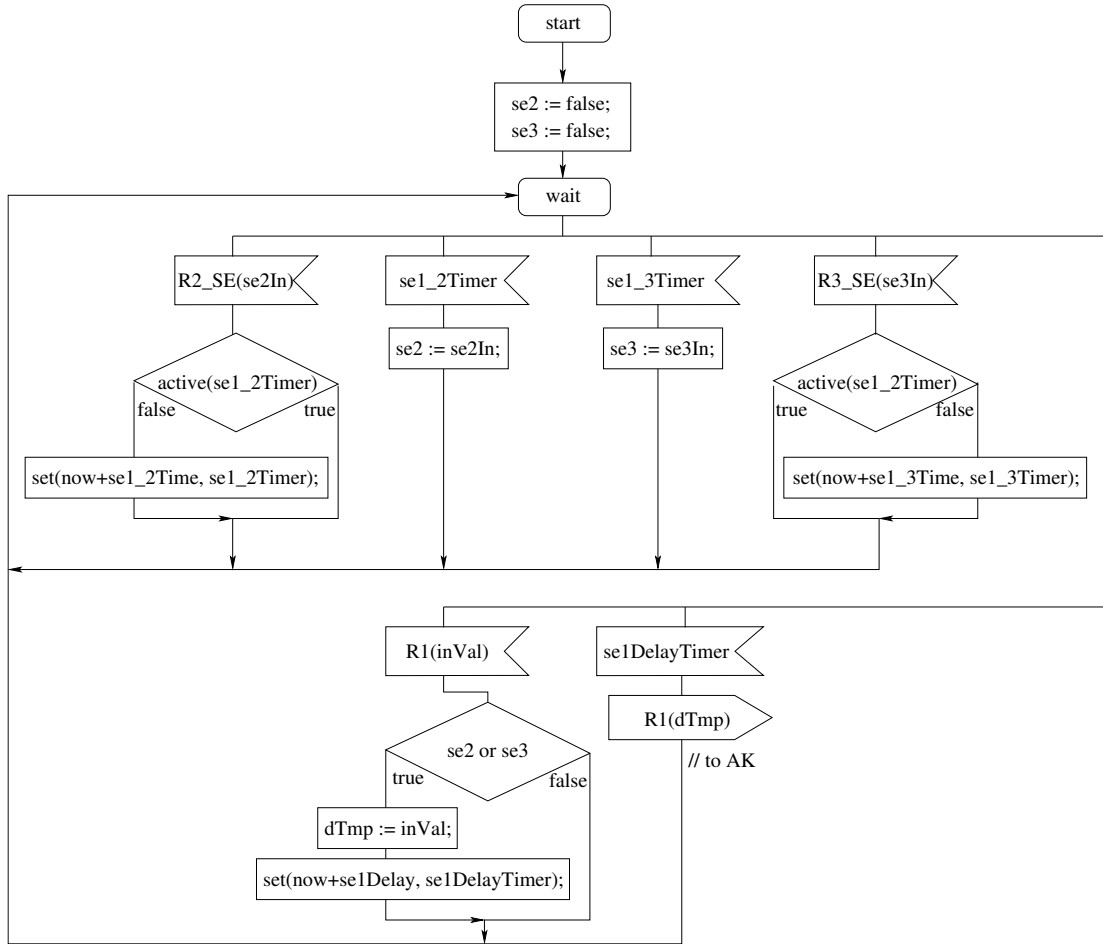 start
se2 := false;
se3 := false;
wait
R2_SE(se2In)
se1_2Timer
se1_3Timer
R3_SE(se3In)
se2 := se2In;
se3 := se3In;
active(se1_2Timer)
false
true
active(se1_2Timer)
true
false
set(now+se1_2Time, se1_2Timer);
set(now+se1_3Time, se1_3Timer);
R1(inVal)
se1DelayTimer
R1(dTmp)
se2 or se3
// to AK
true
false
dTmp := inVal;
set(now+se1Delay, se1DelayTimer);